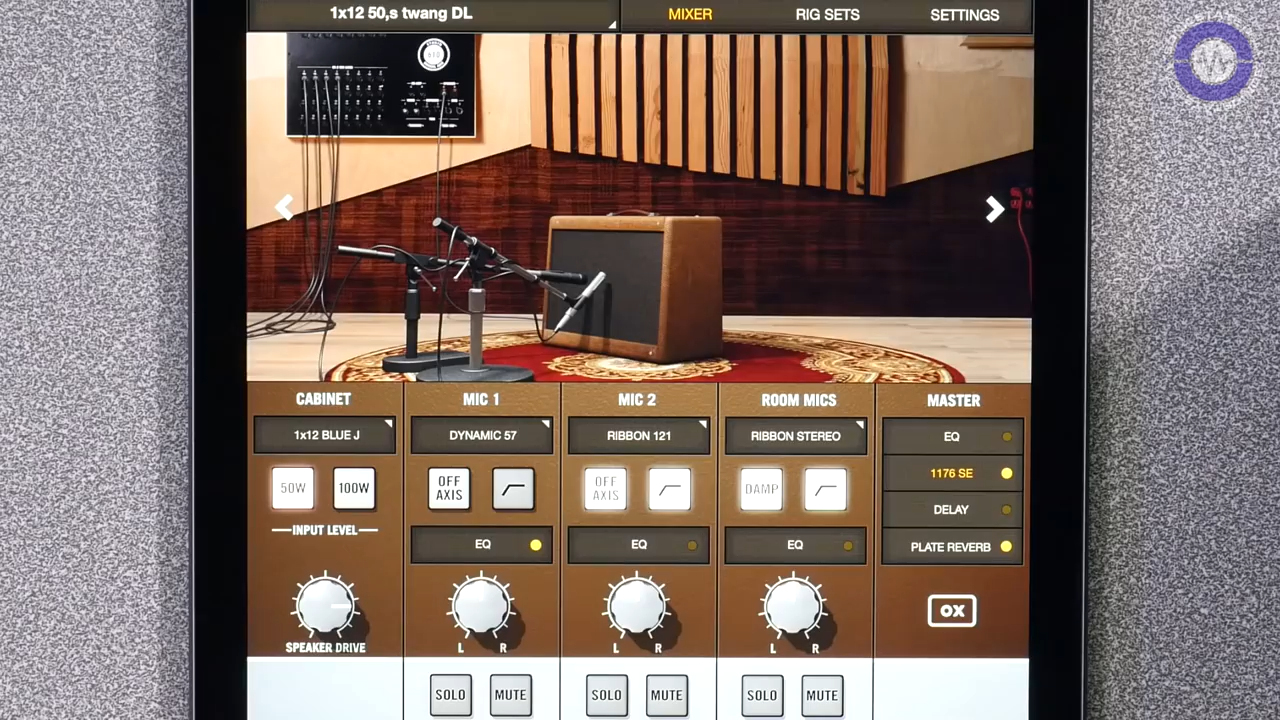 1x12 50,s twang DL
MIXER
RIG SETS
SETTINGS
CABINET
MIC 1
MIC 2
ROOM MICS
MASTER
1x12 BLUE J
DYNAMIC 57
RIBBON 121
RIBBON STEREO
EQ
50W
100W
OFF
AXIS
OFF
AXIS
DAMP
1176 SE
DELAY
INPUT LEVEL
EQ
EQ
EQ
PLATE REVERB
OX
SPEAKER DRIVE
L R
L R
L R
SOLO
MUTE
SOLO
MUTE
SOLO
MUTE